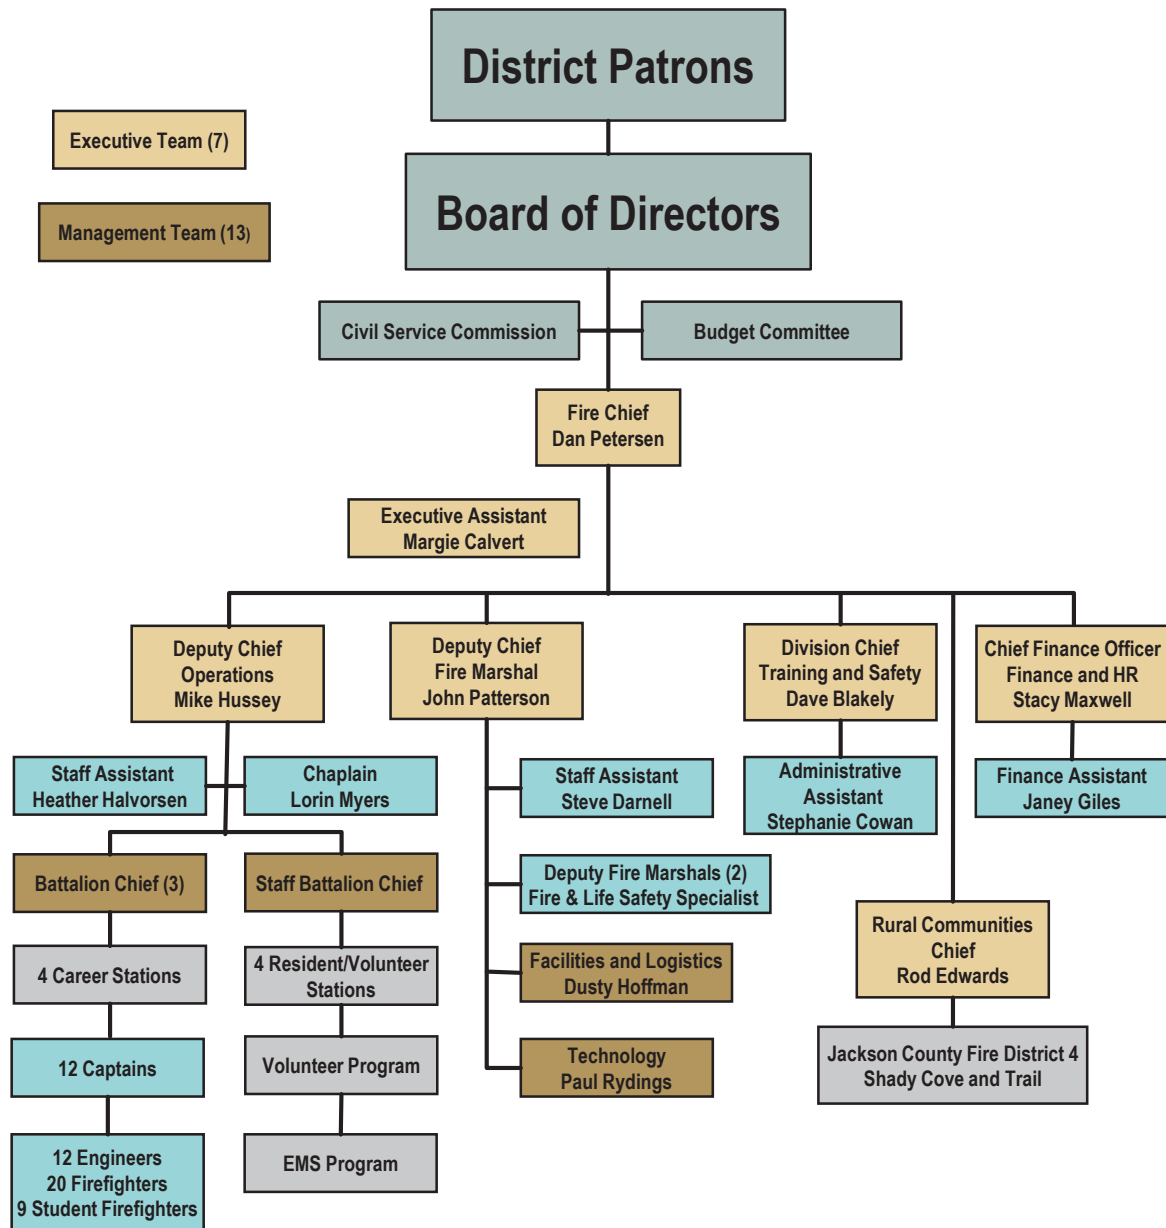 District Patrons
Executive Team (7)
Board of Directors
Management Team (13)
Civil Service Commission
Budget Committee
Fire Chief
Dan Petersen
Executive Assistant
Margie Calvert
Deputy Chief
Operations
Mike Hussey
Deputy Chief
Fire Marshal
John Patterson
Division Chief
Training and Safety
Dave Blakely
Chief Finance Officer
Finance and HR
Stacy Maxwell
Staff Assistant
Heather Halvorsen
Chaplain
Lorin Myers
Staff Assistant
Steve Darnell
Administrative
Assistant
Stephanie Cowan
Finance Assistant
Janey Giles
Battalion Chief (3)
Staff Battalion Chief
Deputy Fire Marshals (2)
Fire & Life Safety Specialist
Rural Communities
Chief
Rod Edwards
4 Career Stations
4 Resident/Volunteer
Stations
Facilities and Logistics
Dusty Hoffman
12 Captains
Volunteer Program
Technology
Paul Rydings
Jackson County Fire District 4
Shady Cove and Trail
12 Engineers
20 Firefighters
9 Student Firefighters
EMS Program